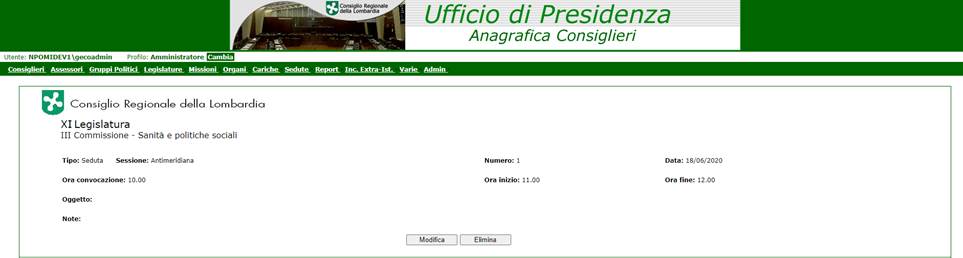 Consiglio Regionale
della Lombardia
Ufficio di Presidenza
Anagrafica Consiglieri
Utente: NPOMIDEV1\gecoadmin Profilo: Amministratore Cambia
Consiglieri Assessori Gruppi Politici Legislature Missioni Organi Cariche Sedute Report Inc. Extra-Ist. Varie Admin
Consiglio Regionale della Lombardia
XI Legislatura
III Commissione - Sanità e politiche sociali
Tipo: Seduta Sessione: Antimeridiana Numero: 1 Data: 18/06/2020
Ora convocazione: 10.00 Ora inizio: 11.00 Ora fine: 12.00
Oggetto:
Note:
Modifica Elimina